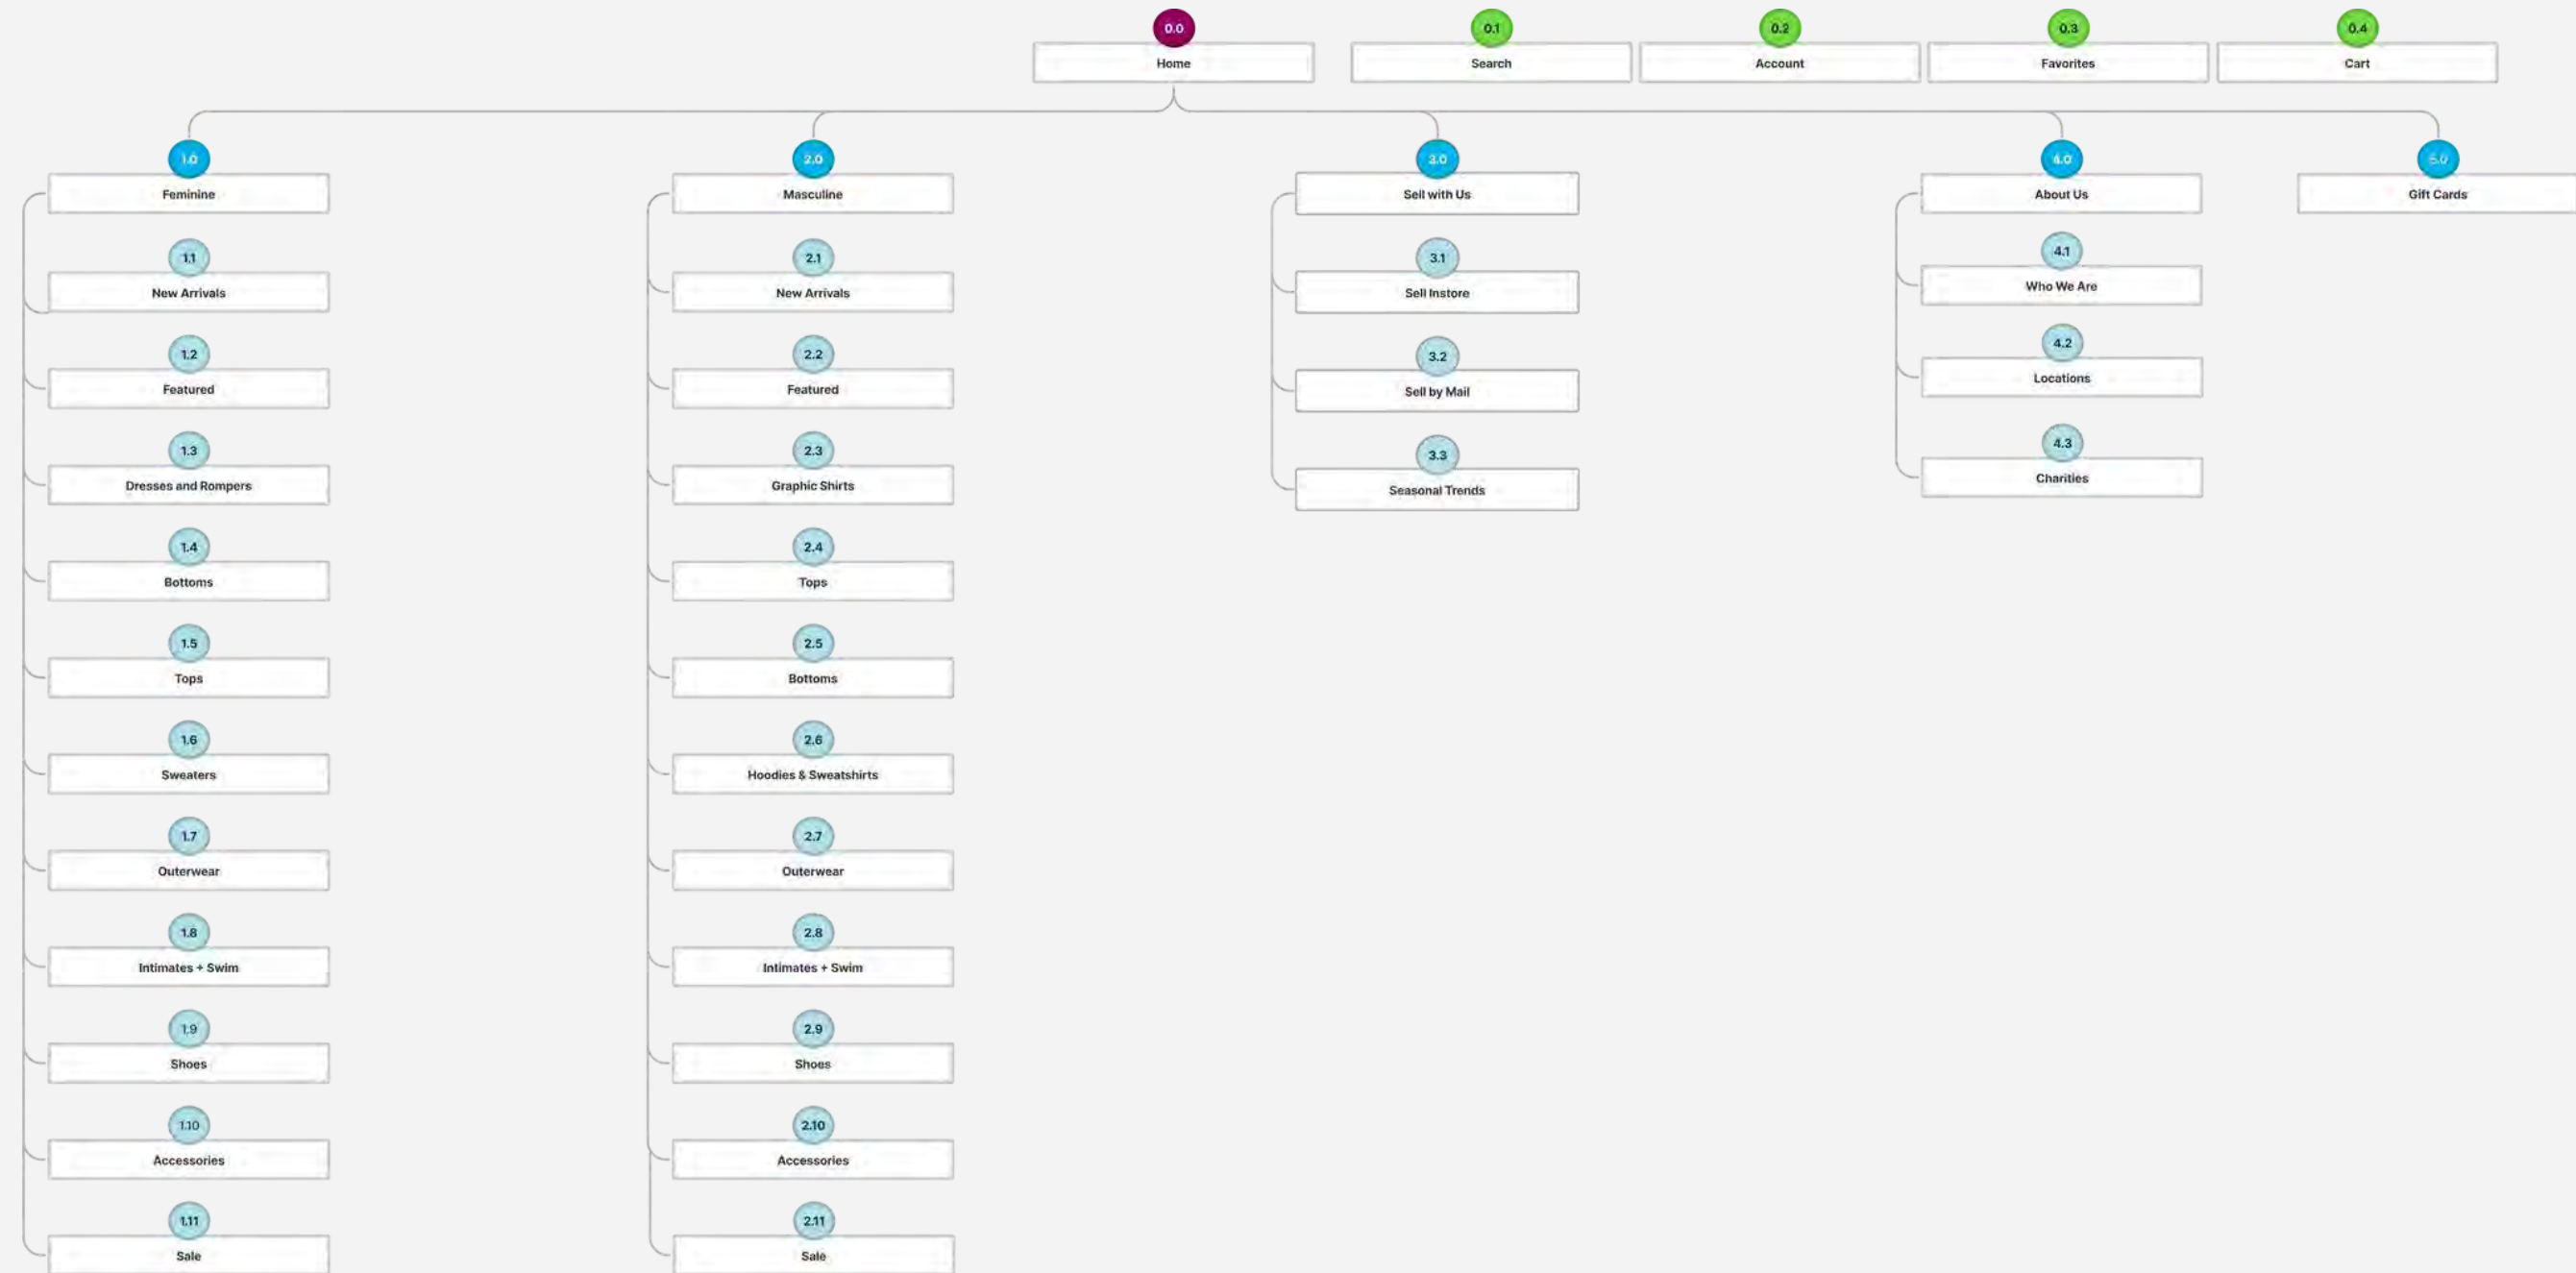 0.0
Home
0.1
Search
0.2
Account
0.3
Favorites
0.4
Cart
1.0
Feminine
1.1
New Arrivals
1.2
Featured
1.3
Dresses and Rompers
1.4
Bottoms
1.5
Tops
1.6
Sweaters
1.7
Outerwear
1.8
Intimates + Swim
1.9
Shoes
1.10
Accessories
1.11
Sale
2.0
Masculine
2.1
New Arrivals
2.2
Featured
2.3
Graphic Shirts
2.4
Tops
2.5
Bottoms
2.6
Hoodies & Sweatshirts
2.7
Outerwear
2.8
Intimates + Swim
2.9
Shoes
2.10
Accessories
2.11
Sale
3.0
Sell with Us
3.1
Sell Instore
3.2
Sell by Mail
3.3
Seasonal Trends
4.0
About Us
4.1
Who We Are
4.2
Locations
4.3
Charities
5.0
Gift Cards